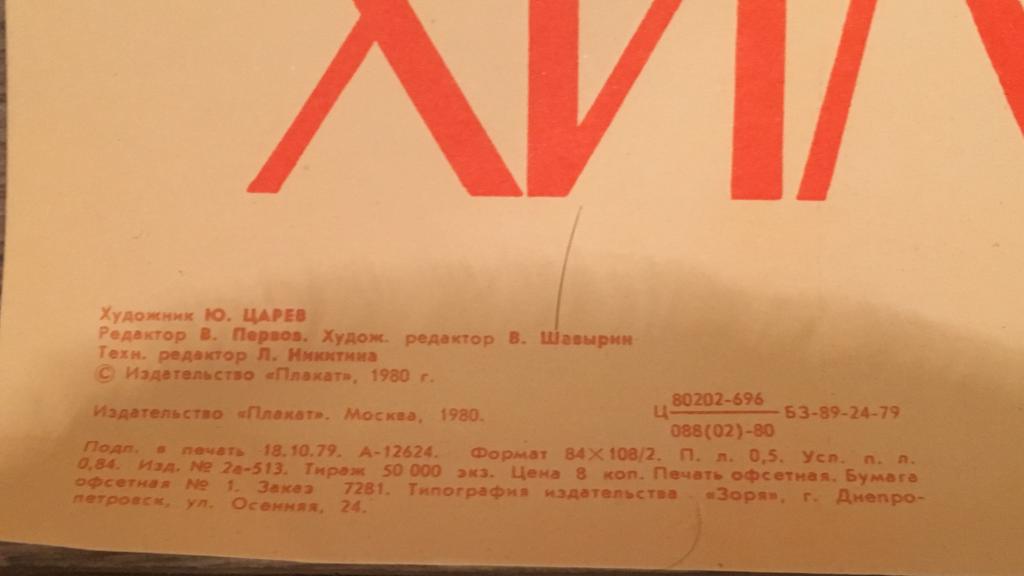 ХИЛ
Художник Ю. ЦАРЕВ
Редактор В. Первов. Худож. редактор В. Шавырин
Техн. редактор Л. Никитина
© Издательство «Плакат», 1980 г.
Издательство «Плакат». Москва, 1980.
80202-696
Ц БЗ-89-24-79
088(02)-80
Подп. в печать 18.10.79. А-12624. Формат 84×108/2. П. л. 0,5. Усл. п. л.
0,84. Изд. № 2а-513. Тираж 50 000 экз. Цена 8 коп. Печать офсетная. Бумага
офсетная № 1. Заказ 7281. Типография издательства «Зоря», г. Днепро-
петровск, ул. Осенняя, 24.